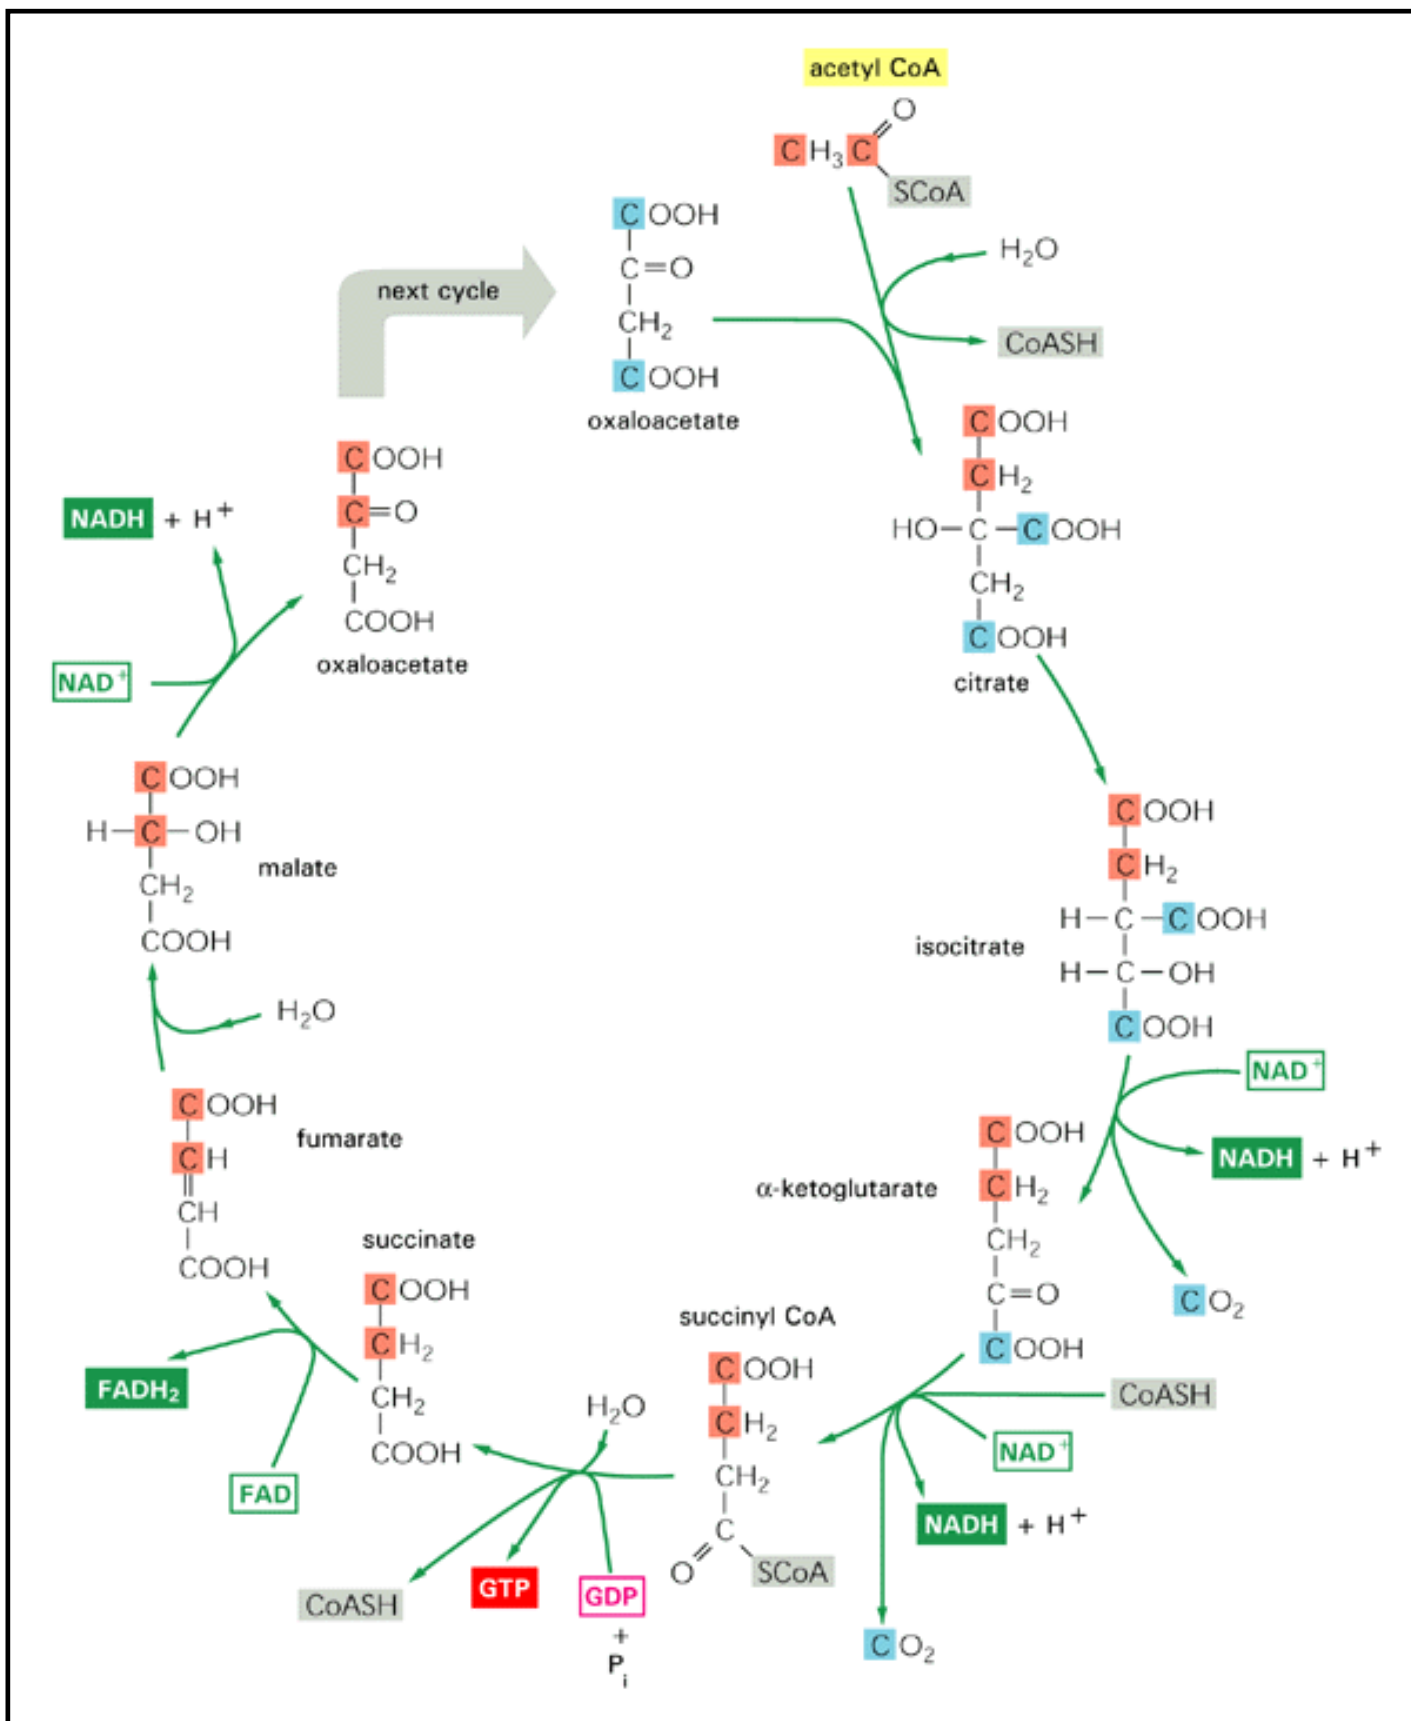 acetyl CoA
O
CH3C
SCoA
H2O
CoASH
next cycle
COOH
C=O
CH2
COOH
oxaloacetate
COOH
CH2
HO-C-COOH
CH2
COOH
citrate
COOH
CH2
H-C-COOH
H-C-OH
COOH
isocitrate
NAD+
NADH + H+
CO2
COOH
CH2
CH2
C=O
COOH
α-ketoglutarate
CoASH
NAD+
NADH + H+
CO2
succinyl CoA
COOH
CH2
CH2
C
O
SCoA
H2O
GDP
+
Pi
GTP
CoASH
succinate
COOH
CH2
CH2
COOH
FAD
FADH2
fumarate
COOH
CH
CH
COOH
H2O
malate
COOH
H-C-OH
CH2
COOH
NAD+
NADH + H+
COOH
C=O
CH2
COOH
oxaloacetate